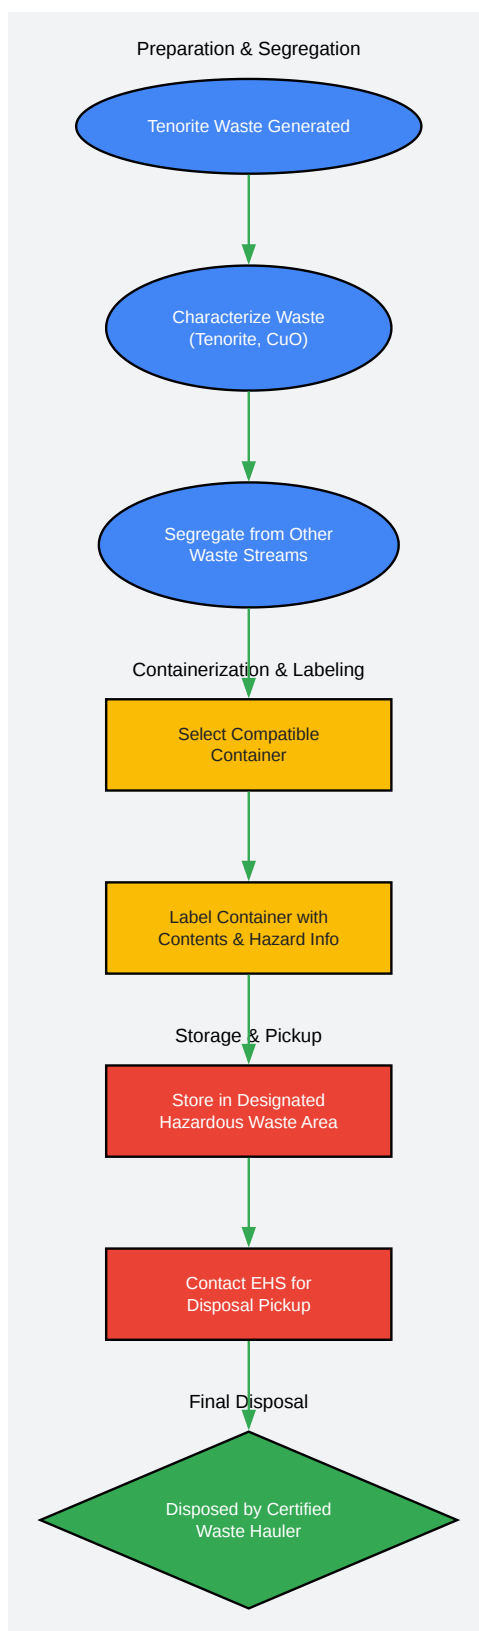 Preparation & Segregation
Tenorite Waste Generated
Characterize Waste
(Tenorite, CuO)
Segregate from Other
Waste Streams
Containerization & Labeling
Select Compatible
Container
Label Container with
Contents & Hazard Info
Storage & Pickup
Store in Designated
Hazardous Waste Area
Contact EHS for
Disposal Pickup
Final Disposal
Disposed by Certified
Waste Hauler